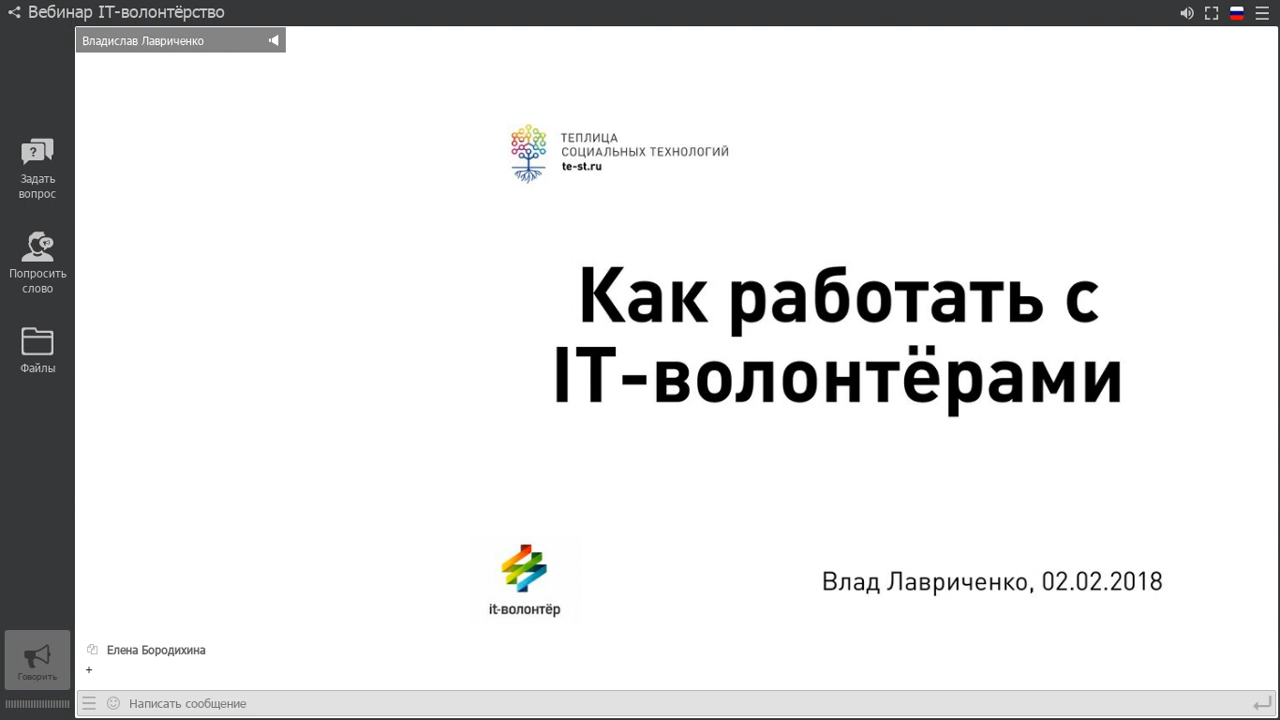 Вебинар IT-волонтёрство
Владислав Лавриченко
ТЕПЛИЦА
СОЦИАЛЬНЫХ ТЕХНОЛОГИЙ
te-st.ru
Задать
вопрос
Попросить
слово
Файлы
Как работать с
IT-волонтёрами
it-волонтёр
Влад Лавриченко, 02.02.2018
Елена Бородихина
+
Говорить
Написать сообщение